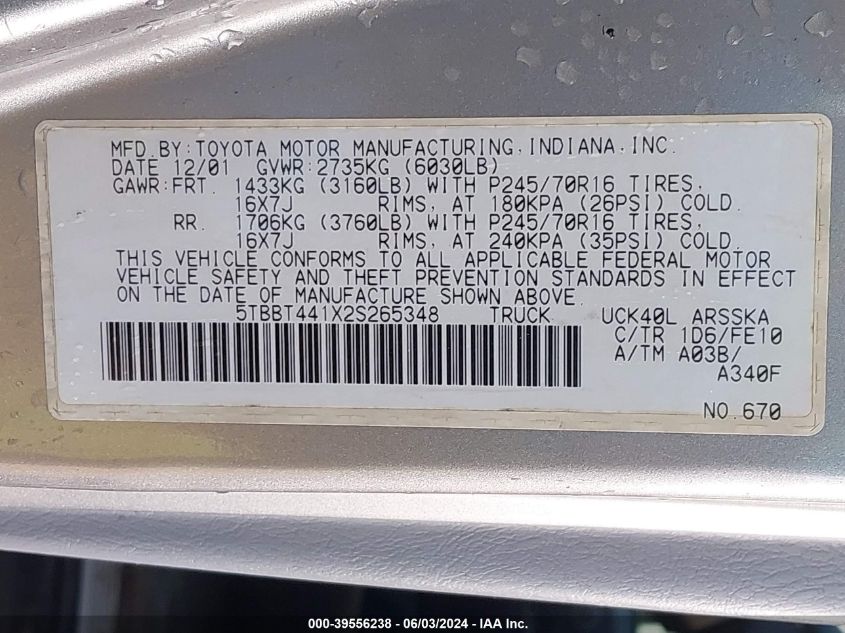 MFD.BY:TOYOTA MOTOR MANUFACTURING.INDIANA.INC.
DATE 12/01 GVWR:2735KG (6030LB)
GAWR:FRT. 1433KG (3160LB) WITH P245/70R16 TIRES,
16X7J RIMS, AT 180KPA (26PSI) COLD.
RR. 1706KG (3760LB) WITH P245/70R16 TIRES,
16X7J RIMS, AT 240KPA (35PSI) COLD.
THIS VEHICLE CONFORMS TO ALL APPLICABLE FEDERAL MOTOR
VEHICLE SAFETY AND THEFT PREVENTION STANDARDS IN EFFECT
ON THE DATE OF MANUFACTURE SHOWN ABOVE.
5TBBT441X2S265348 TRUCK UCK40L ARSSKA
C/TR 1D6/FE10
A/TM A03B/
A340F
NO.670
000-39556238 - 06/03/2024 - IAA Inc.